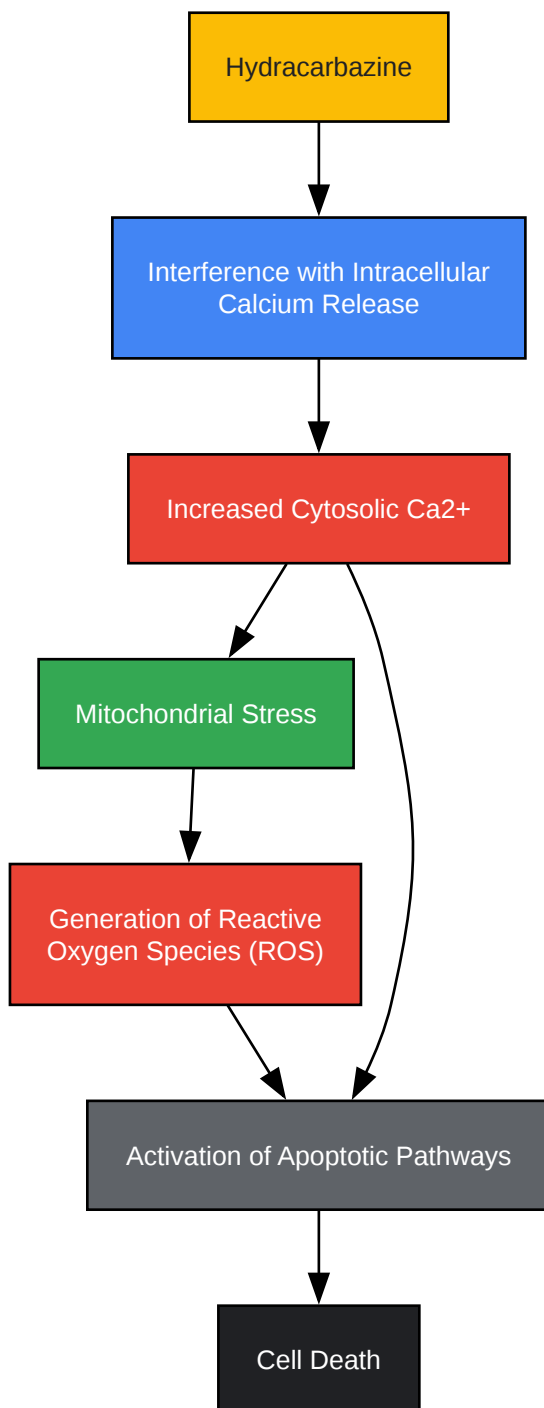 Hydracarbazine
Interference with Intracellular
Calcium Release
Increased Cytosolic Ca2+
Mitochondrial Stress
Generation of Reactive
Oxygen Species (ROS)
Activation of Apoptotic Pathways
Cell Death